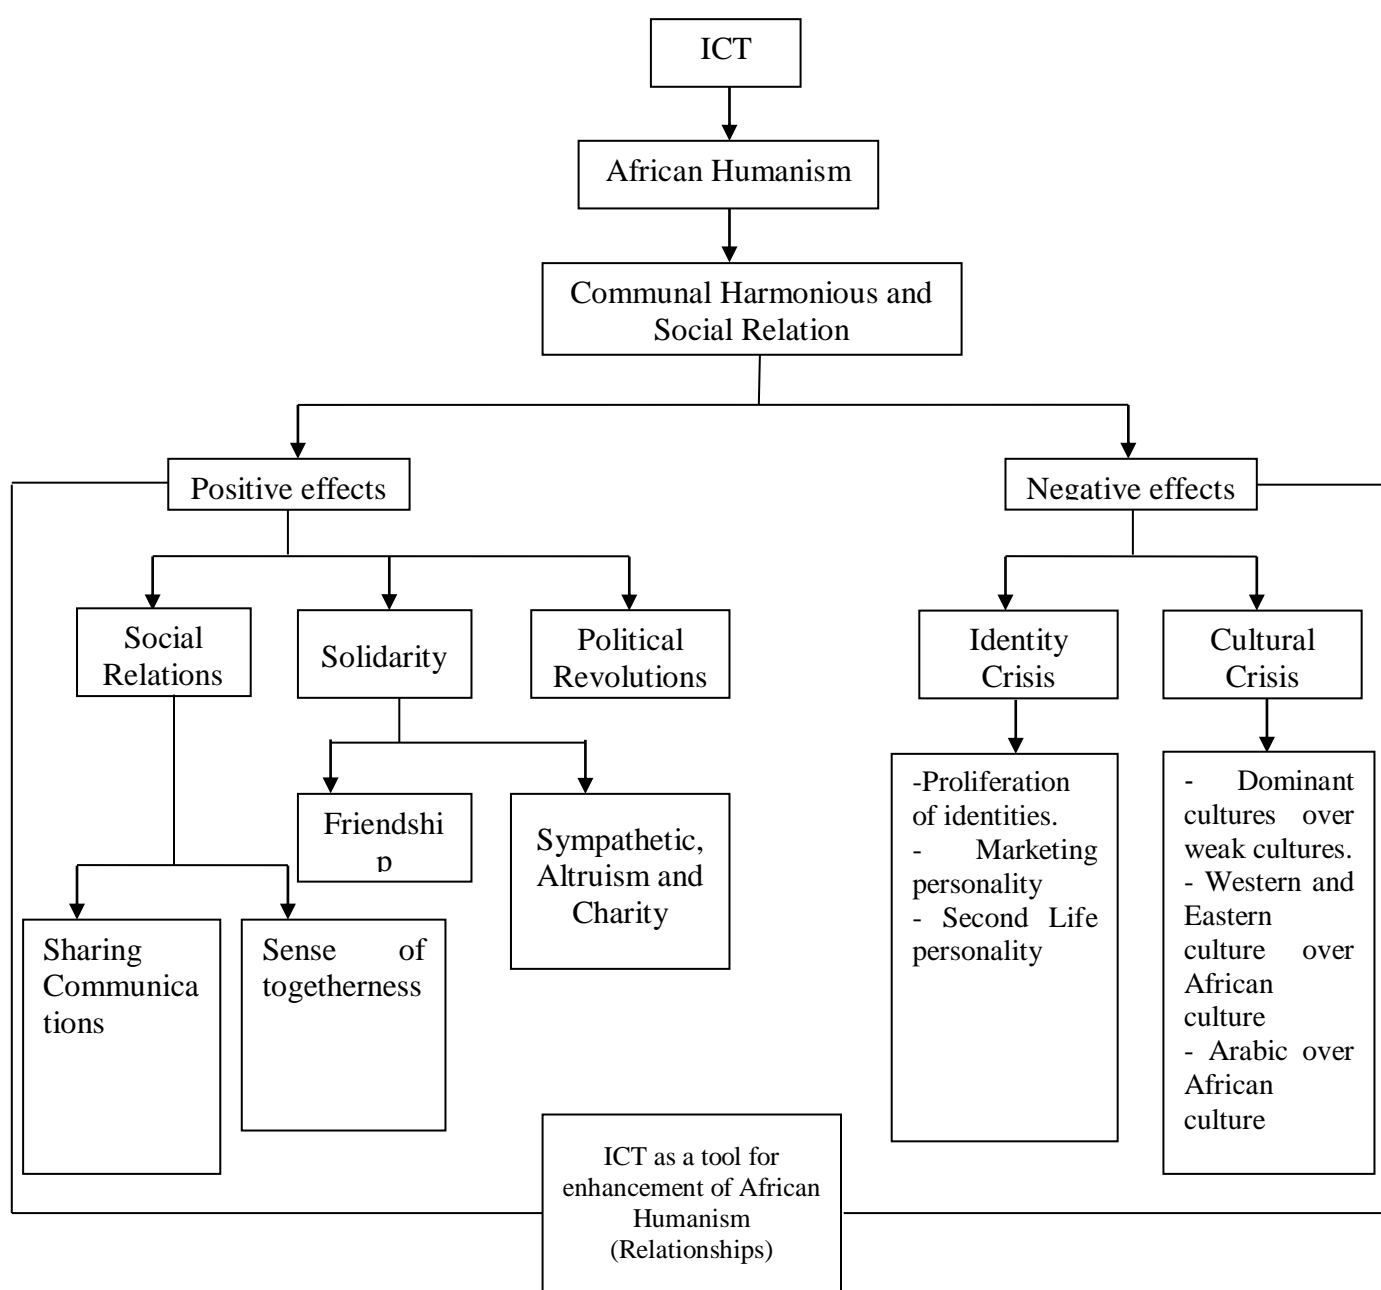 ICT
African Humanism
Communal Harmonious and
Social Relation
Positive effects
Negative effects
Social
Relations
Solidarity
Political
Revolutions
Identity
Crisis
Cultural
Crisis
Friendshi
p
Sympathetic,
Altruism and
Charity
-Proliferation
of identities.
- Marketing
personality
- Second Life
personality
- Dominant
cultures over
weak cultures.
- Western and
Eastern
culture over
African
culture
- Arabic over
African
culture
Sharing
Communica
tions
Sense of
togetherness
ICT as a tool for
enhancement of African
Humanism
(Relationships)